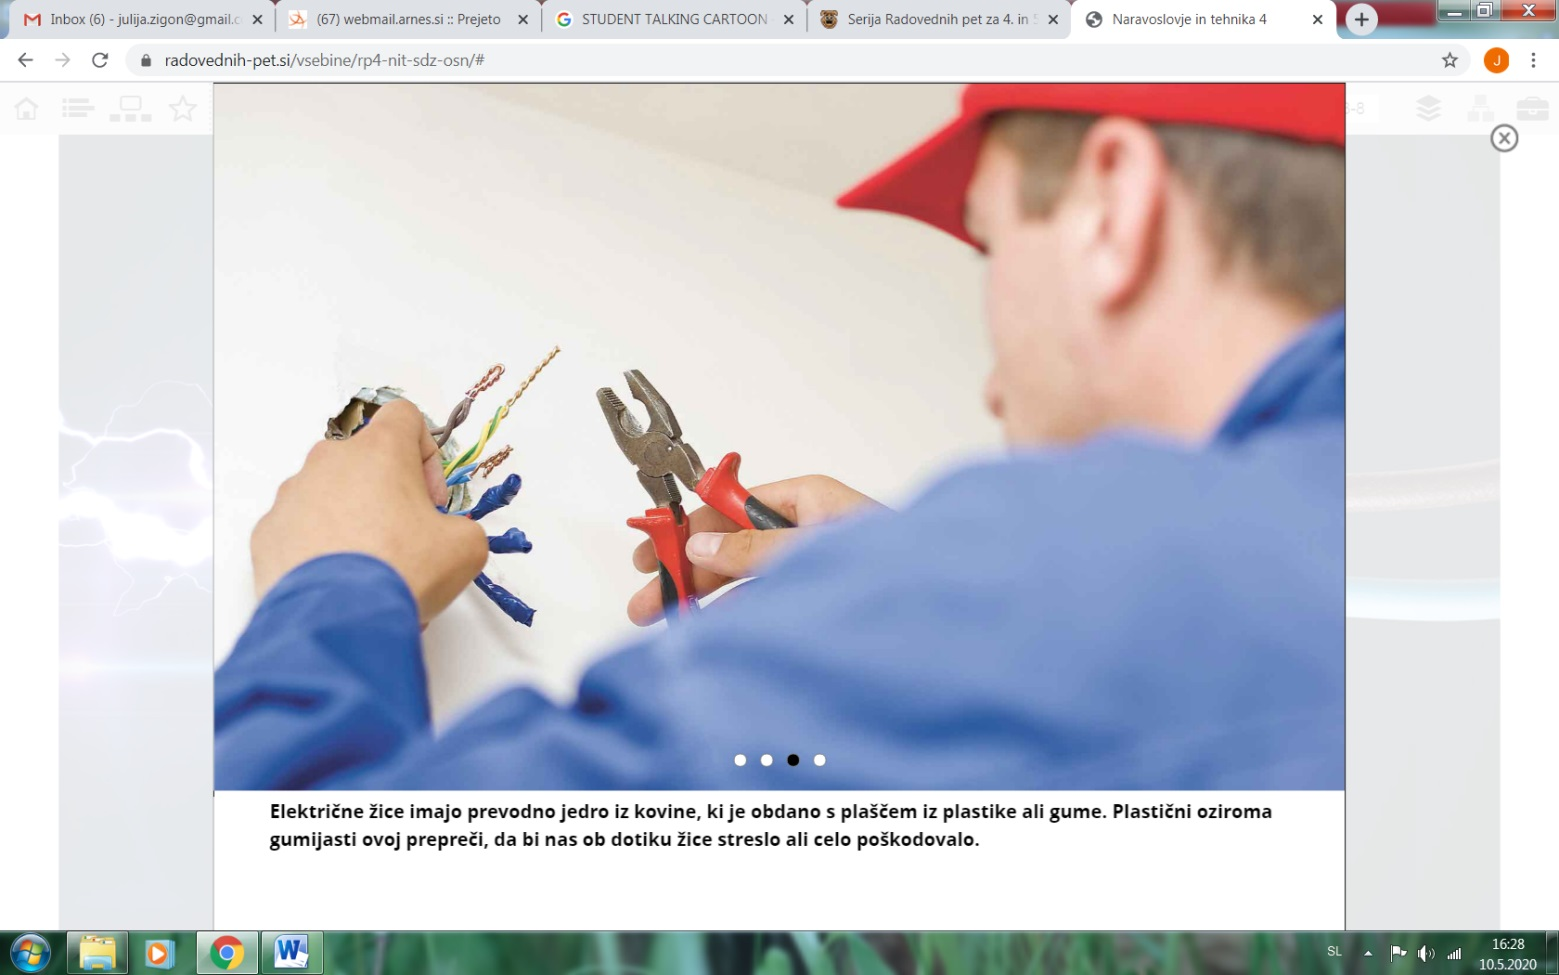 Inbox (6) - julija.zigon@gmail.c
(67) webmail.arnes.si :: Prejeto
STUDENT TALKING CARTOON
Serija Radovednih pet za 4. in 5
Naravoslovje in tehnika 4
radovednih-pet.si/vsebine/rp4-nit-sdz-osn/#
J
Električne žice imajo prevodno jedro iz kovine, ki je obdano s plaščem iz plastike ali gume. Plastični oziroma
gumijasti ovoj prepreči, da bi nas ob dotiku žice streslo ali celo poškodovalo.
SL
16:28
10.5.2020